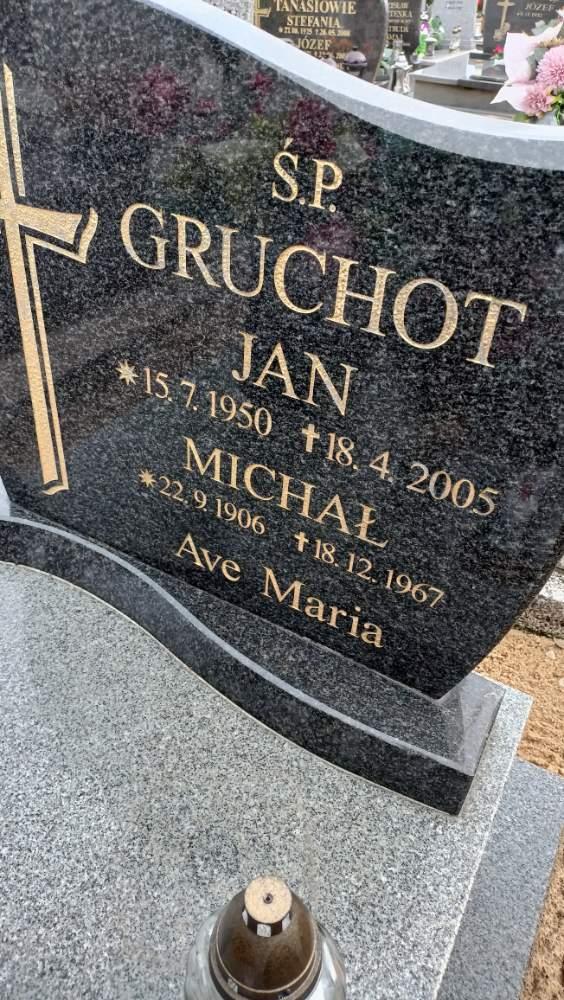 TANASIOWIE
STEFANIA
JÓZEF
JÓZEF
Ś.P.
GRUCHOT
JAN
15.7.1950 18.4.2005
MICHAŁ
22.9.1906 18.12.1967
Ave Maria